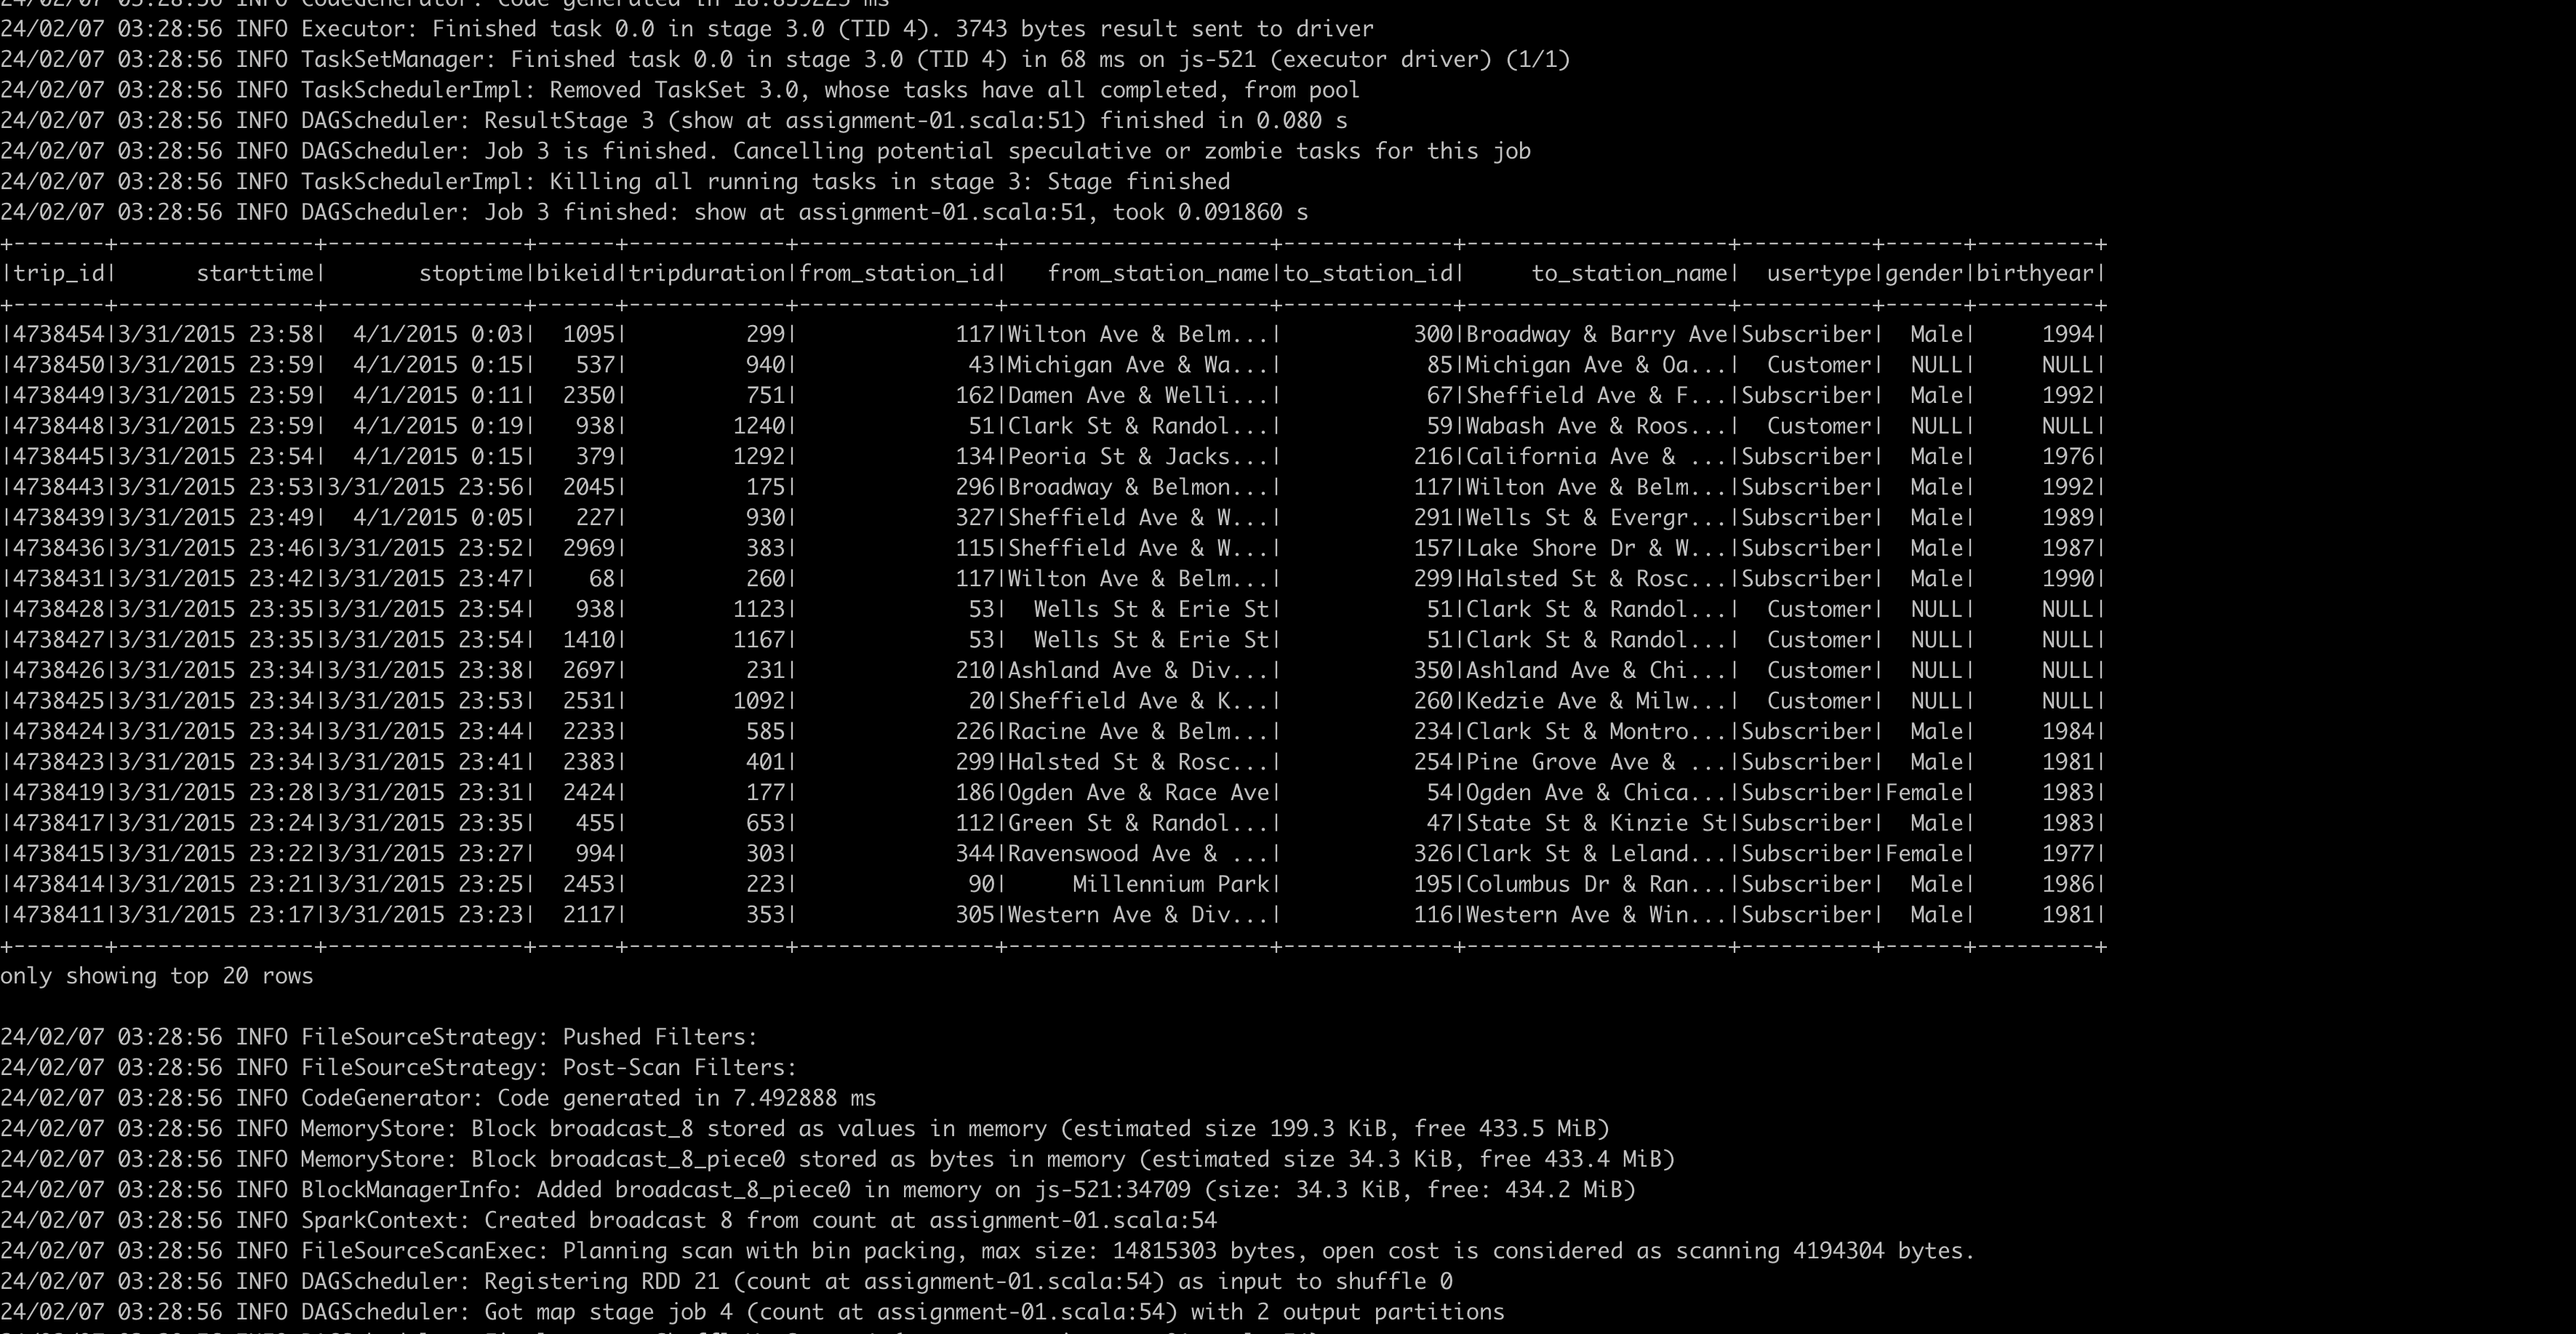 24/02/07 03:28:56 INFO CodeGenerator: Code generated in 18.859223 ms
24/02/07 03:28:56 INFO Executor: Finished task 0.0 in stage 3.0 (TID 4). 3743 bytes result sent to driver
24/02/07 03:28:56 INFO TaskSetManager: Finished task 0.0 in stage 3.0 (TID 4) in 68 ms on js-521 (executor driver) (1/1)
24/02/07 03:28:56 INFO TaskSchedulerImpl: Removed TaskSet 3.0, whose tasks have all completed, from pool
24/02/07 03:28:56 INFO DAGScheduler: ResultStage 3 (show at assignment-01.scala:51) finished in 0.080 s
24/02/07 03:28:56 INFO DAGScheduler: Job 3 is finished. Cancelling potential speculative or zombie tasks for this job
24/02/07 03:28:56 INFO TaskSchedulerImpl: Killing all running tasks in stage 3: Stage finished
24/02/07 03:28:56 INFO DAGScheduler: Job 3 finished: show at assignment-01.scala:51, took 0.091860 s
+-------+---------------+---------------+------+------------+---------------+--------------------+-------------+--------------------+----------+------+---------+
|trip_id|      starttime|       stoptime|bikeid|tripduration|from_station_id|   from_station_name|to_station_id|     to_station_name|  usertype|gender|birthyear|
+-------+---------------+---------------+------+------------+---------------+--------------------+-------------+--------------------+----------+------+---------+
|4738454|3/31/2015 23:58|  4/1/2015 0:03|  1095|         299|            117|Wilton Ave & Belm...|          300|Broadway & Barry Ave|Subscriber|  Male|     1994|
|4738450|3/31/2015 23:59|  4/1/2015 0:15|   537|         940|             43|Michigan Ave & Wa...|           85|Michigan Ave & Oa...|  Customer|  NULL|     NULL|
|4738449|3/31/2015 23:59|  4/1/2015 0:11|  2350|         751|            162|Damen Ave & Welli...|           67|Sheffield Ave & F...|Subscriber|  Male|     1992|
|4738448|3/31/2015 23:59|  4/1/2015 0:19|   938|        1240|             51|Clark St & Randol...|           59|Wabash Ave & Roos...|  Customer|  NULL|     NULL|
|4738445|3/31/2015 23:54|  4/1/2015 0:15|   379|        1292|            134|Peoria St & Jacks...|          216|California Ave & ...|Subscriber|  Male|     1976|
|4738443|3/31/2015 23:53|3/31/2015 23:56|  2045|         175|            296|Broadway & Belmon...|          117|Wilton Ave & Belm...|Subscriber|  Male|     1992|
|4738439|3/31/2015 23:49|  4/1/2015 0:05|   227|         930|            327|Sheffield Ave & W...|          291|Wells St & Evergr...|Subscriber|  Male|     1989|
|4738436|3/31/2015 23:46|3/31/2015 23:52|  2969|         383|            115|Sheffield Ave & W...|          157|Lake Shore Dr & W...|Subscriber|  Male|     1987|
|4738431|3/31/2015 23:42|3/31/2015 23:47|    68|         260|            117|Wilton Ave & Belm...|          299|Halsted St & Rosc...|Subscriber|  Male|     1990|
|4738428|3/31/2015 23:35|3/31/2015 23:54|   938|        1123|             53|  Wells St & Erie St|           51|Clark St & Randol...|  Customer|  NULL|     NULL|
|4738427|3/31/2015 23:35|3/31/2015 23:54|  1410|        1167|             53|  Wells St & Erie St|           51|Clark St & Randol...|  Customer|  NULL|     NULL|
|4738426|3/31/2015 23:34|3/31/2015 23:38|  2697|         231|            210|Ashland Ave & Div...|          350|Ashland Ave & Chi...|  Customer|  NULL|     NULL|
|4738425|3/31/2015 23:34|3/31/2015 23:53|  2531|        1092|             20|Sheffield Ave & K...|          260|Kedzie Ave & Milw...|  Customer|  NULL|     NULL|
|4738424|3/31/2015 23:34|3/31/2015 23:44|  2233|         585|            226|Racine Ave & Belm...|          234|Clark St & Montro...|Subscriber|  Male|     1984|
|4738423|3/31/2015 23:34|3/31/2015 23:41|  2383|         401|            299|Halsted St & Rosc...|          254|Pine Grove Ave & ...|Subscriber|  Male|     1981|
|4738419|3/31/2015 23:28|3/31/2015 23:31|  2424|         177|            186|Ogden Ave & Race Ave|           54|Ogden Ave & Chica...|Subscriber|Female|     1983|
|4738417|3/31/2015 23:24|3/31/2015 23:35|   455|         653|            112|Green St & Randol...|           47|State St & Kinzie St|Subscriber|  Male|     1983|
|4738415|3/31/2015 23:22|3/31/2015 23:27|   994|         303|            344|Ravenswood Ave & ...|          326|Clark St & Leland...|Subscriber|Female|     1977|
|4738414|3/31/2015 23:21|3/31/2015 23:25|  2453|         223|             90|     Millennium Park|          195|Columbus Dr & Ran...|Subscriber|  Male|     1986|
|4738411|3/31/2015 23:17|3/31/2015 23:23|  2117|         353|            305|Western Ave & Div...|          116|Western Ave & Win...|Subscriber|  Male|     1981|
+-------+---------------+---------------+------+------------+---------------+--------------------+-------------+--------------------+----------+------+---------+
only showing top 20 rows
24/02/07 03:28:56 INFO FileSourceStrategy: Pushed Filters:
24/02/07 03:28:56 INFO FileSourceStrategy: Post-Scan Filters:
24/02/07 03:28:56 INFO CodeGenerator: Code generated in 7.492888 ms
24/02/07 03:28:56 INFO MemoryStore: Block broadcast_8 stored as values in memory (estimated size 199.3 KiB, free 433.5 MiB)
24/02/07 03:28:56 INFO MemoryStore: Block broadcast_8_piece0 stored as bytes in memory (estimated size 34.3 KiB, free 433.4 MiB)
24/02/07 03:28:56 INFO BlockManagerInfo: Added broadcast_8_piece0 in memory on js-521:34709 (size: 34.3 KiB, free: 434.2 MiB)
24/02/07 03:28:56 INFO SparkContext: Created broadcast 8 from count at assignment-01.scala:54
24/02/07 03:28:56 INFO FileSourceScanExec: Planning scan with bin packing, max size: 14815303 bytes, open cost is considered as scanning 4194304 bytes.
24/02/07 03:28:56 INFO DAGScheduler: Registering RDD 21 (count at assignment-01.scala:54) as input to shuffle 0
24/02/07 03:28:56 INFO DAGScheduler: Got map stage job 4 (count at assignment-01.scala:54) with 2 output partitions